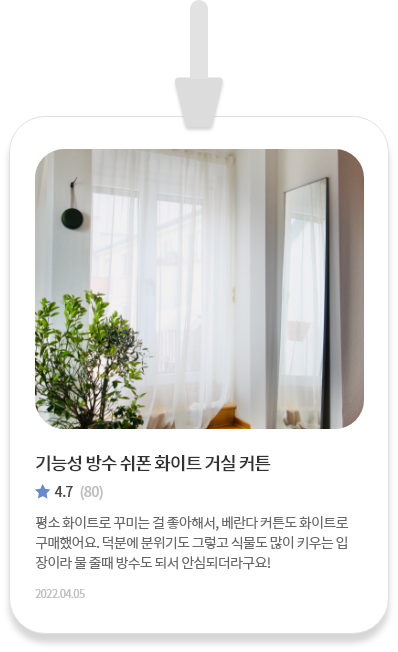 기능성 방수 쉬폰 화이트 거실 커튼
4.7 (80)
평소 화이트로 꾸미는 걸 좋아해서, 베란다 커튼도 화이트로
구매했어요. 덕분에 분위기도 그렇고 식물도 많이 키우는 입
장이라 물 줄때 방수도 되서 안심되더라구요!
2022.04.05